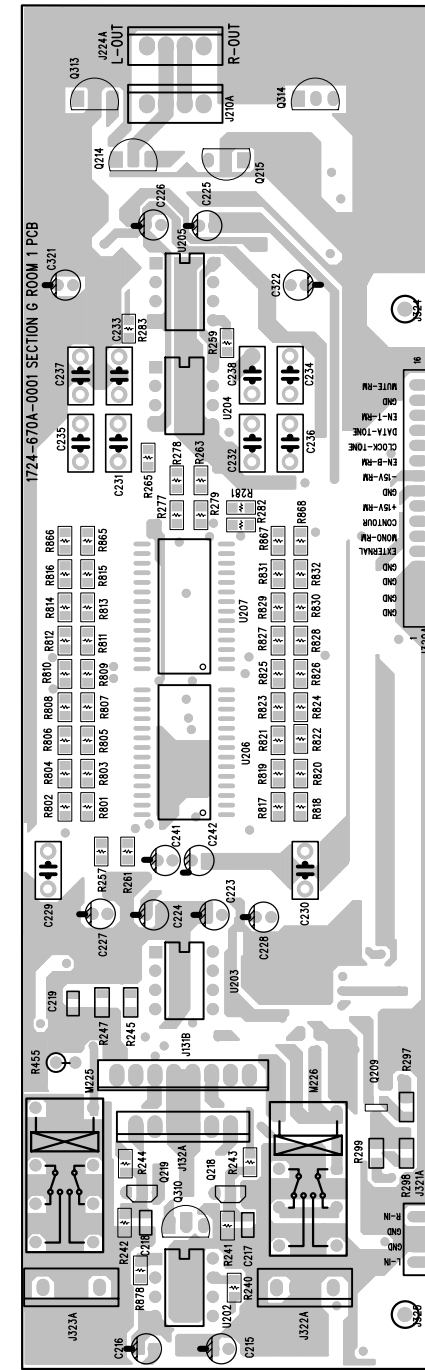 J224A
L-OUT
R-OUT
Q313
Q314
J210A
Q214
Q215
C226
C225
1724-670A-0001 SECTION G ROOM 1 PCB
U205
C321
C322
J324
C233
R283
R259
C237
C238
C234
U204
C235
C231
C232
C236
R265
R278
R263
R277
R279
R281
R282
16
MUTE-RM
GND
EN-T-RM
DATA-TONE
CLOCK-TONE
EN-B-RM
-15V-RM
GND
+15V-RM
CONTOUR
MONO-RM
EXTERNAL
GND
GND
GND
GND
1
R866
R865
R867
R868
R816
R815
R831
R832
R814
R813
R829
R830
U207
R812
R811
R827
R828
R810
R809
R825
R826
R808
R807
R823
R824
R806
R805
R821
R822
U206
R804
R803
R819
R820
R802
R801
R817
R818
C241
C242
C229
R257
R261
C230
C227
C224
C223
C228
U203
C219
R247
R245
J131B
R455
M225
M226
Q209
R297
R299
R298
J321A
R244
Q219
J132A
Q310
Q218
R243
R242
C218
R241
C217
R-IN
GND
GND
L-IN
R878
R240
U202
J323A
J322A
J325
C216
C215